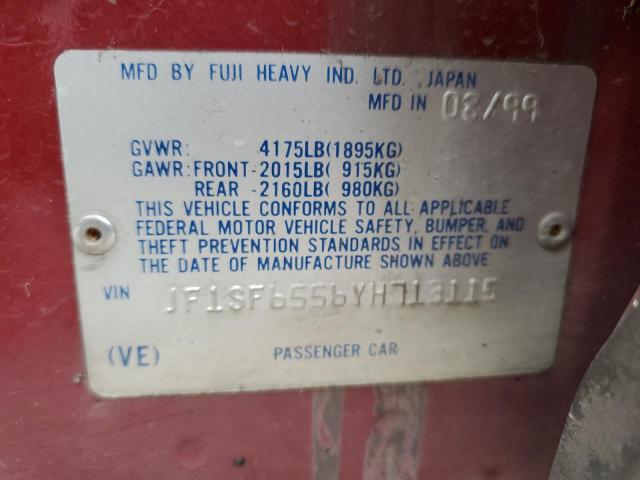 MFD BY FUJI HEAVY IND. LTD. JAPAN
MFD IN 08/99
GVWR: 4175LB(1895KG)
GAWR:FRONT-2015LB( 915KG)
REAR -2160LB( 980KG)
THIS VEHICLE CONFORMS TO ALL APPLICABLE
FEDERAL MOTOR VEHICLE SAFETY, BUMPER, AND
THEFT PREVENTION STANDARDS IN EFFECT ON
THE DATE OF MANUFACTURE SHOWN ABOVE
VIN JF1SF6556YH713115
(VE) PASSENGER CAR